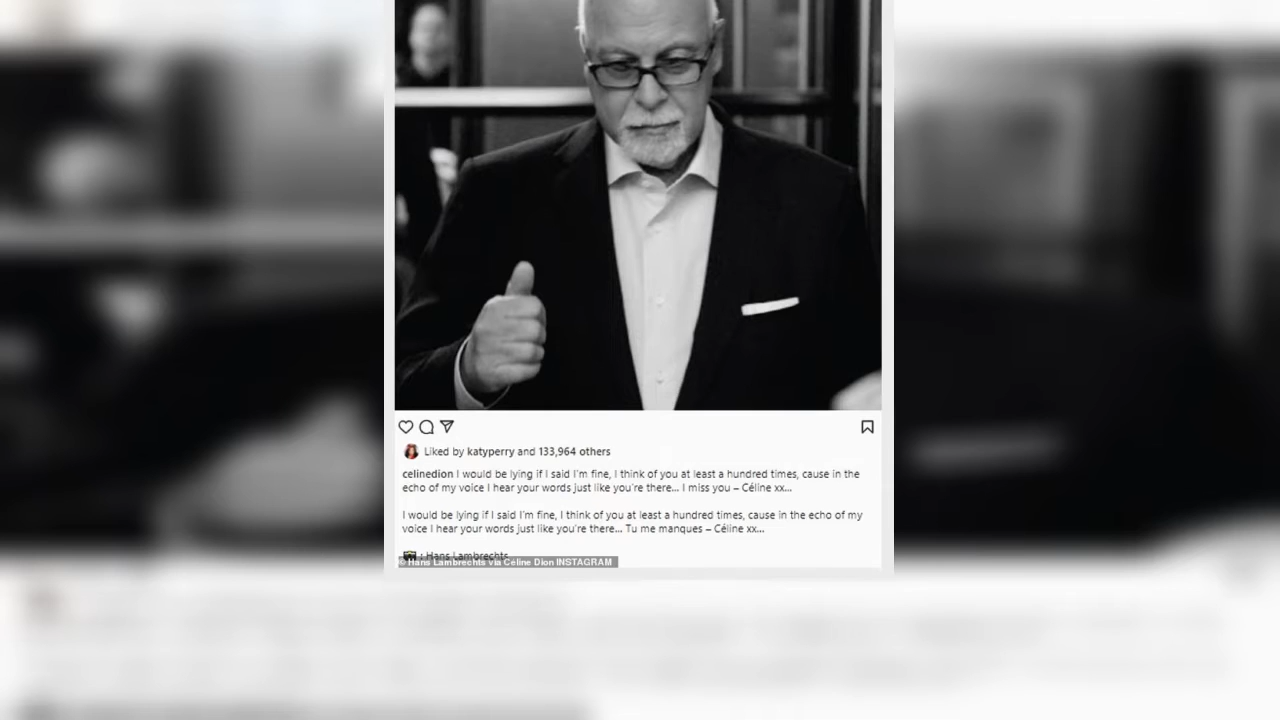 Liked by katyperry and 133,964 others
celinedion I would be lying if I said I'm fine, I think of you at least a hundred times, cause in the
echo of my voice I hear your words just like you're there... I miss you – Céline xx...
I would be lying if I said I'm fine, I think of you at least a hundred times, cause in the echo of my
voice I hear your words just like you're there... Tu me manques – Céline xx...
: Hans Lambrechts
© Hans Lambrechts via Celine Dion INSTAGRAM